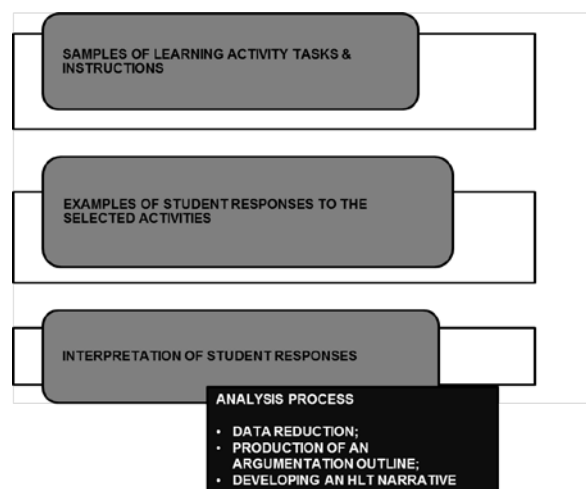 SAMPLES OF LEARNING ACTIVITY TASKS &
INSTRUCTIONS
EXAMPLES OF STUDENT RESPONSES TO THE
SELECTED ACTIVITIES
INTERPRETATION OF STUDENT RESPONSES
ANALYSIS PROCESS
• DATA REDUCTION;
• PRODUCTION OF AN
ARGUMENTATION OUTLINE;
• DEVELOPING AN HLT NARRATIVE